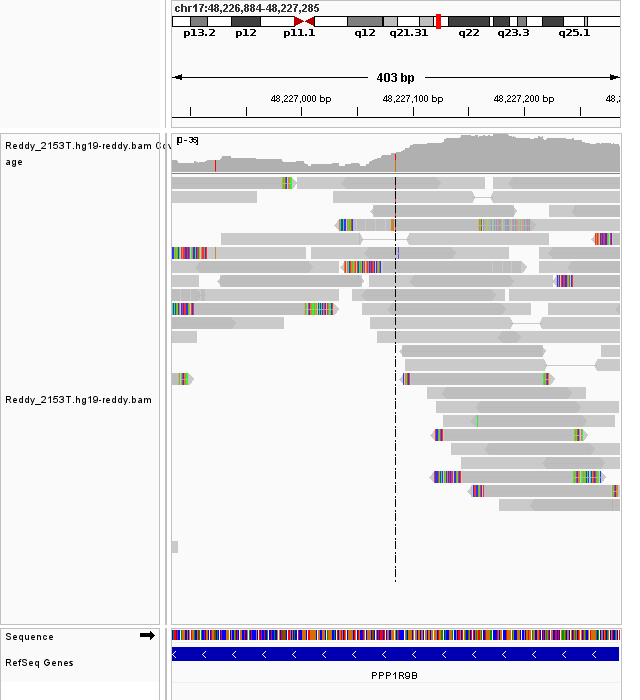 chr17:48,226,884-48,227,285
p13.2 p12 p11.1 q12 q21.31 q22 q23.3 q25.1
403 bp
48,227,000 bp 48,227,100 bp 48,227,200 bp 48,2
Reddy_2153T.hg19-reddy.bam Cov
age
Reddy_2153T.hg19-reddy.bam
Sequence
RefSeq Genes
PPP1R9B